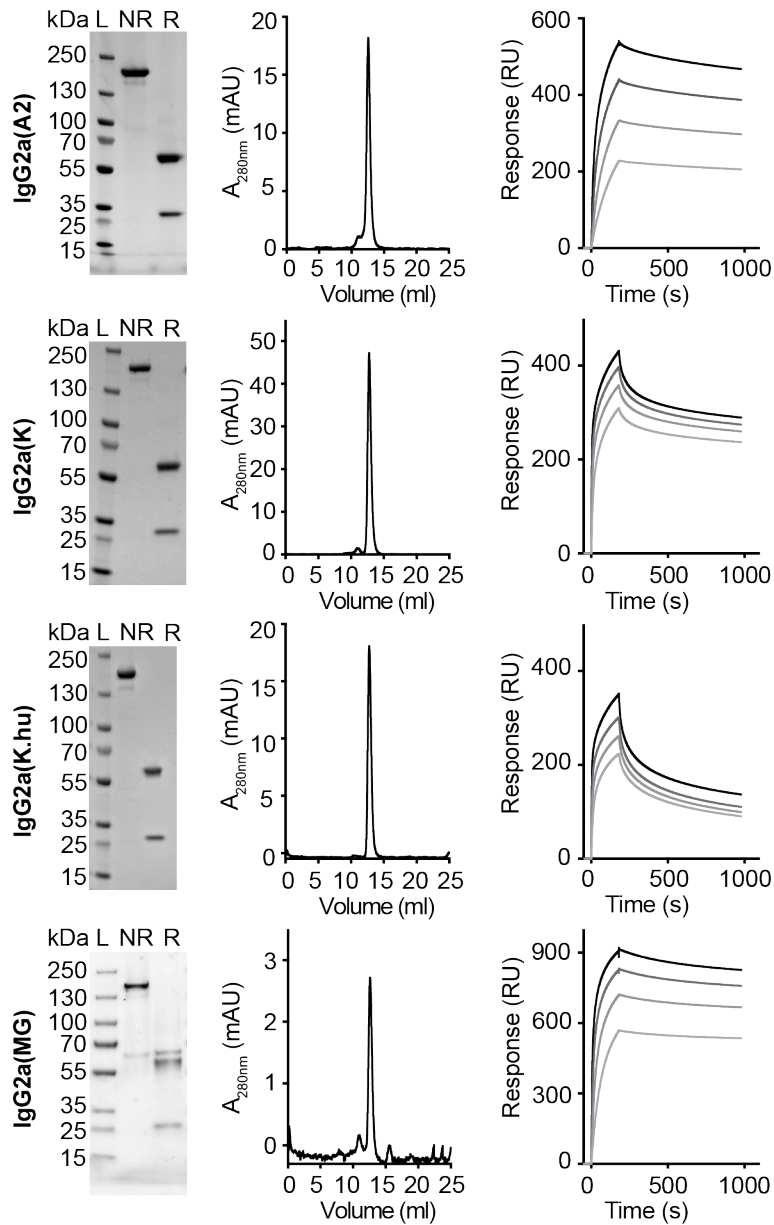 IgG2a(A2)
kDa L NR R
250
130
100
70
55
35
25
15
A280nm (mAU)
20
15
10
5
0
0 5 10 15 20 25
Volume (ml)
Response (RU)
600
400
200
0
0 500 1000
Time (s)
IgG2a(K)
kDa L NR R
250
130
100
70
55
35
25
15
A280nm (mAU)
50
40
30
20
10
0
0 5 10 15 20 25
Volume (ml)
Response (RU)
400
200
0
0 500 1000
Time (s)
IgG2a(K.hu)
kDa L NR R
250
130
100
70
55
35
25
15
A280nm (mAU)
20
15
10
5
0
0 5 10 15 20 25
Volume (ml)
Response (RU)
400
200
0
0 500 1000
Time (s)
IgG2a(MG)
kDa L NR R
250
130
100
70
55
35
25
15
A280nm (mAU)
3
2
1
0
0 5 10 15 20 25
Volume (ml)
Response (RU)
900
600
300
0
0 500 1000
Time (s)